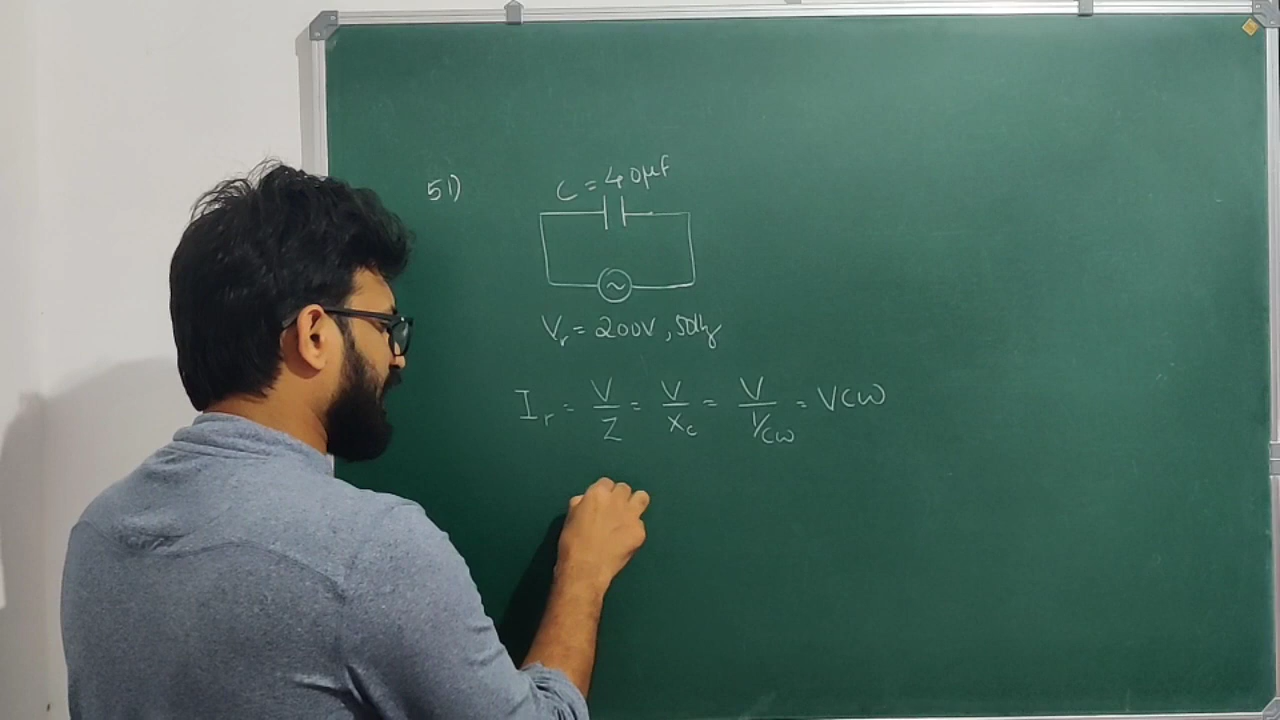 51)
C = 40μF
~
Vr = 200V, 50Hz
Ir = V/Z = V/Xc = V/(1/Cω) = VCω